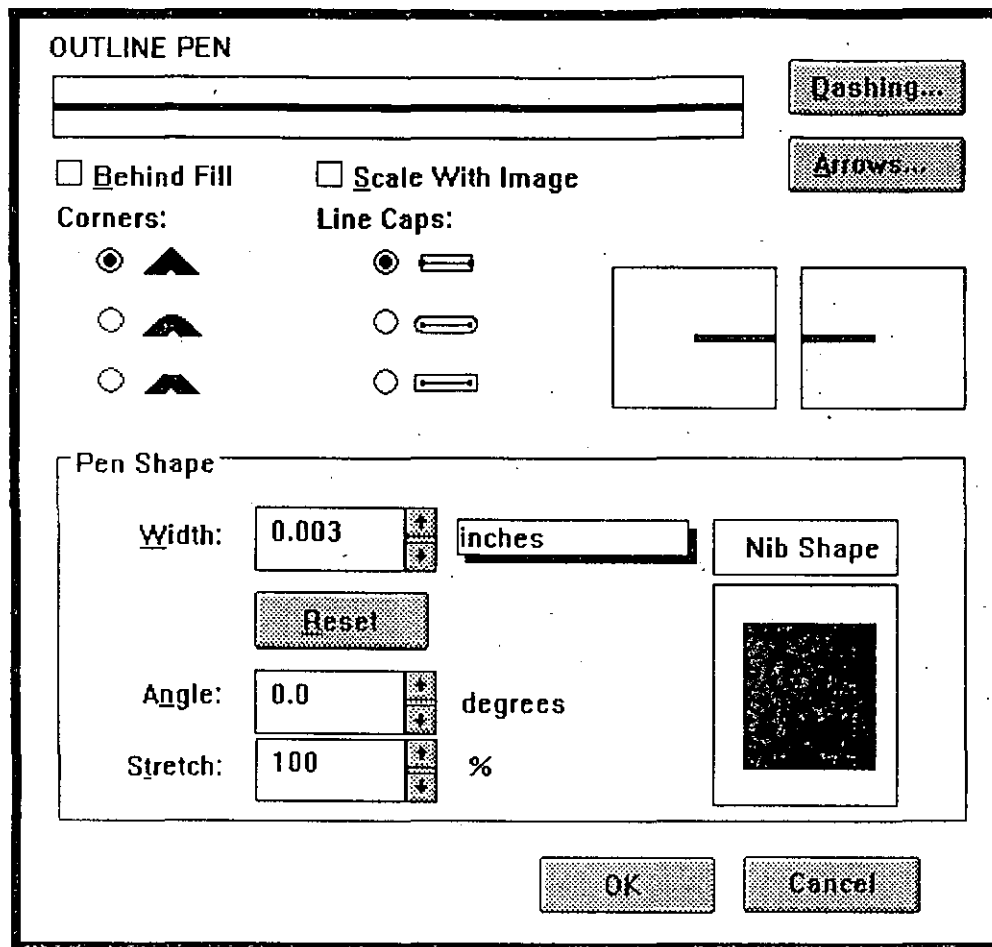 OUTLINE PEN
Dashing...
Arrows...
Behind Fill
Scale With Image
Corners:
Line Caps:
Pen Shape
Width:
0.003
inches
Nib Shape
Reset
Angle:
0.0
degrees
Stretch:
100
%
OK
Cancel